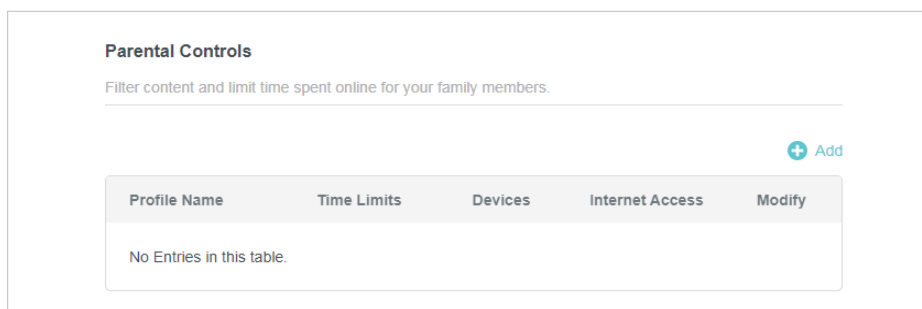 Parental Controls
Filter content and limit time spent online for your family members.
Add
Profile Name Time Limits Devices Internet Access Modify
No Entries in this table.